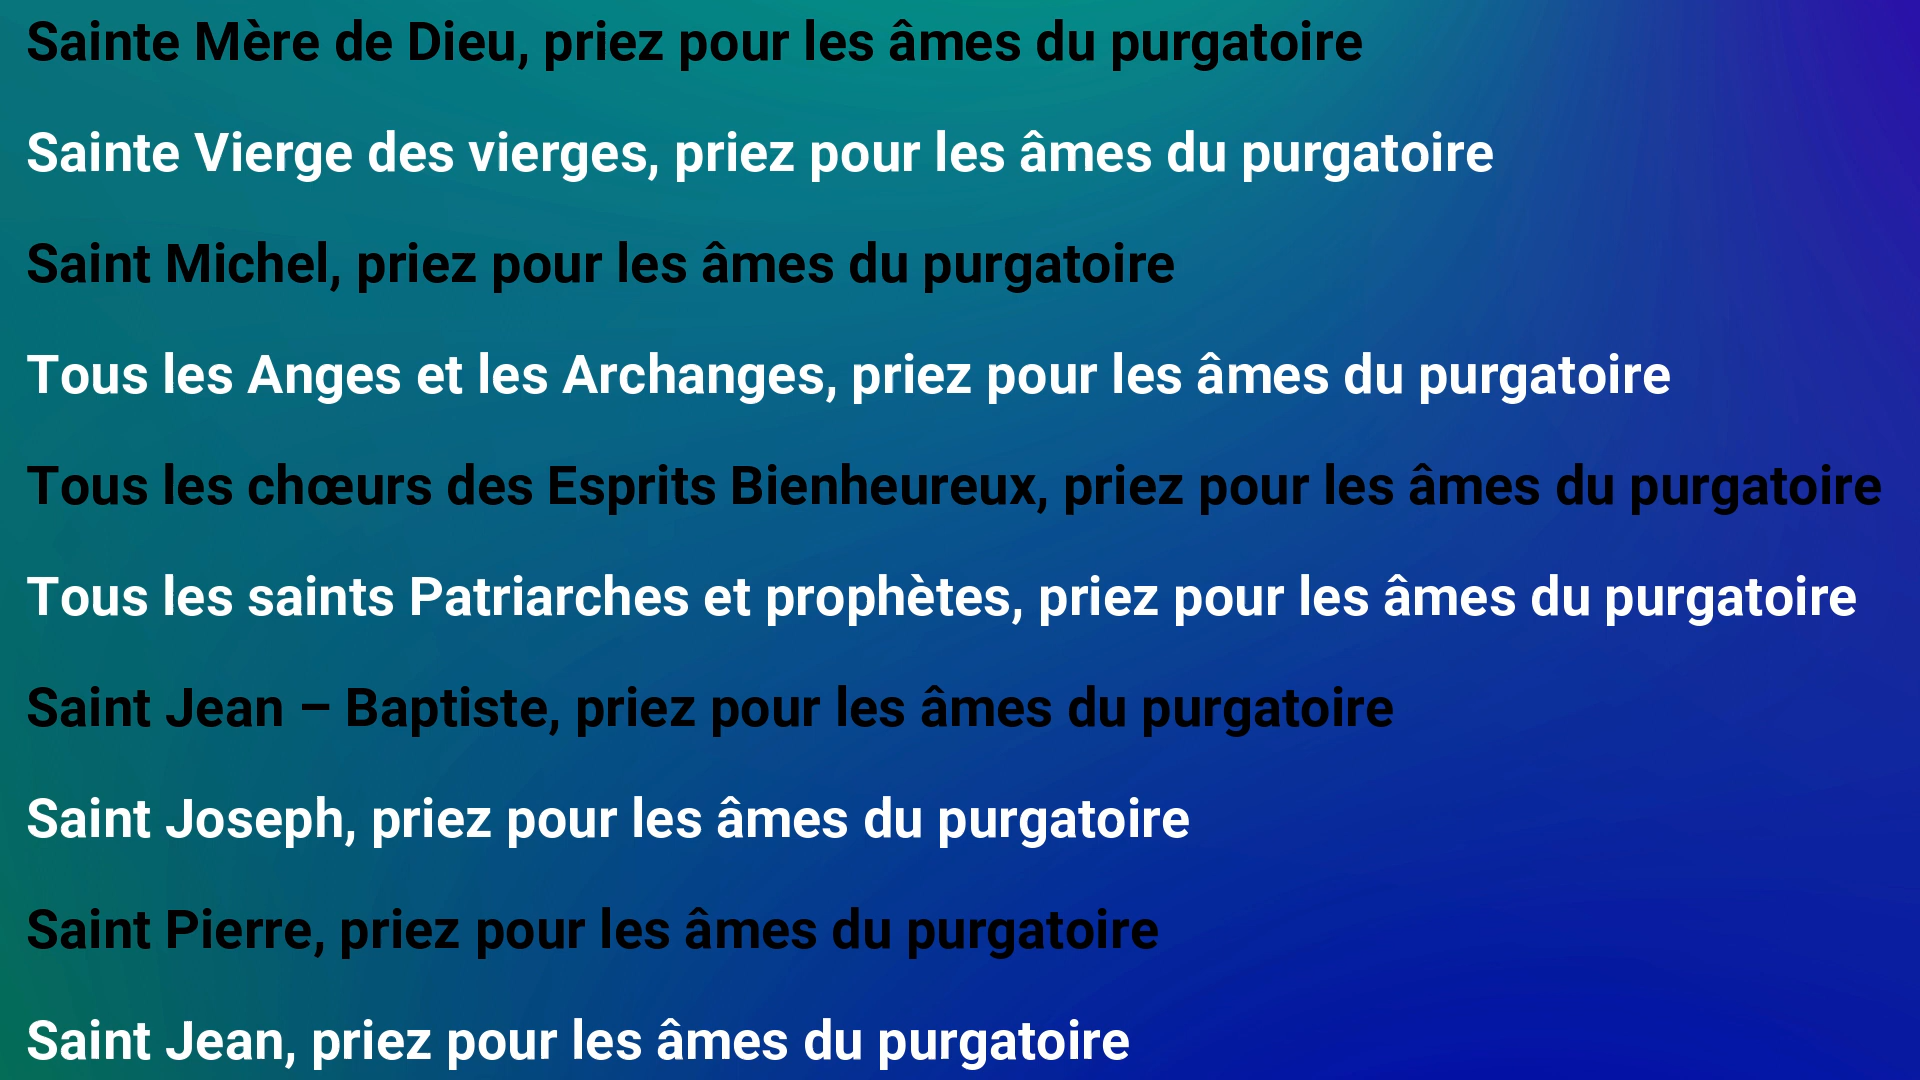 Sainte Mère de Dieu, priez pour les âmes du purgatoire
Sainte Vierge des vierges, priez pour les âmes du purgatoire
Saint Michel, priez pour les âmes du purgatoire
Tous les Anges et les Archanges, priez pour les âmes du purgatoire
Tous les chœurs des Esprits Bienheureux, priez pour les âmes du purgatoire
Tous les saints Patriarches et prophètes, priez pour les âmes du purgatoire
Saint Jean – Baptiste, priez pour les âmes du purgatoire
Saint Joseph, priez pour les âmes du purgatoire
Saint Pierre, priez pour les âmes du purgatoire
Saint Jean, priez pour les âmes du purgatoire